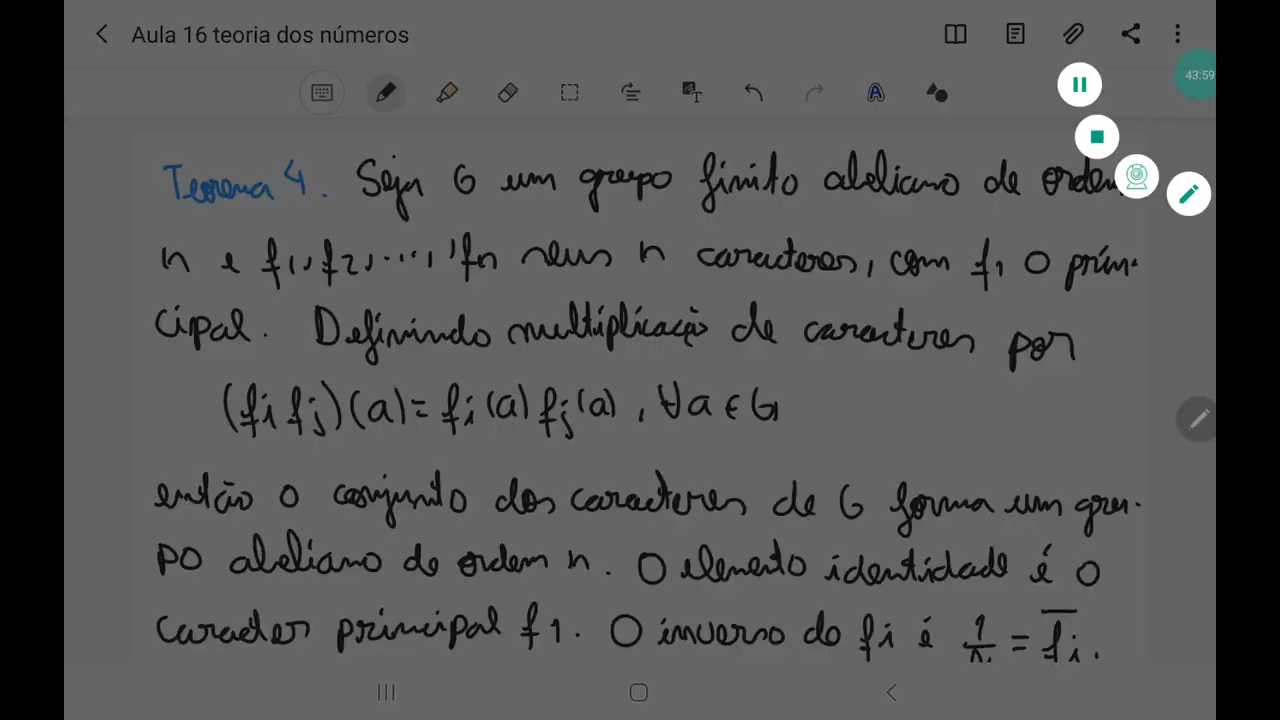 Aula 16 teoria dos números
43:59
Teorema 4. Seja G um grupo finito abeliano de ordem
n e f1, f2, ..., fn seus n caracteres, com f1 o prin-
cipal. Definindo multiplicação de caracteres por
(fi fj)(a) = fi(a) fj(a), ∀a ∈ G
então o conjunto dos caracteres de G forma um gru-
po abeliano de ordem n. O elemento identidade é o
caracter principal f1. O inverso do fi é 1/fi = f̅i.